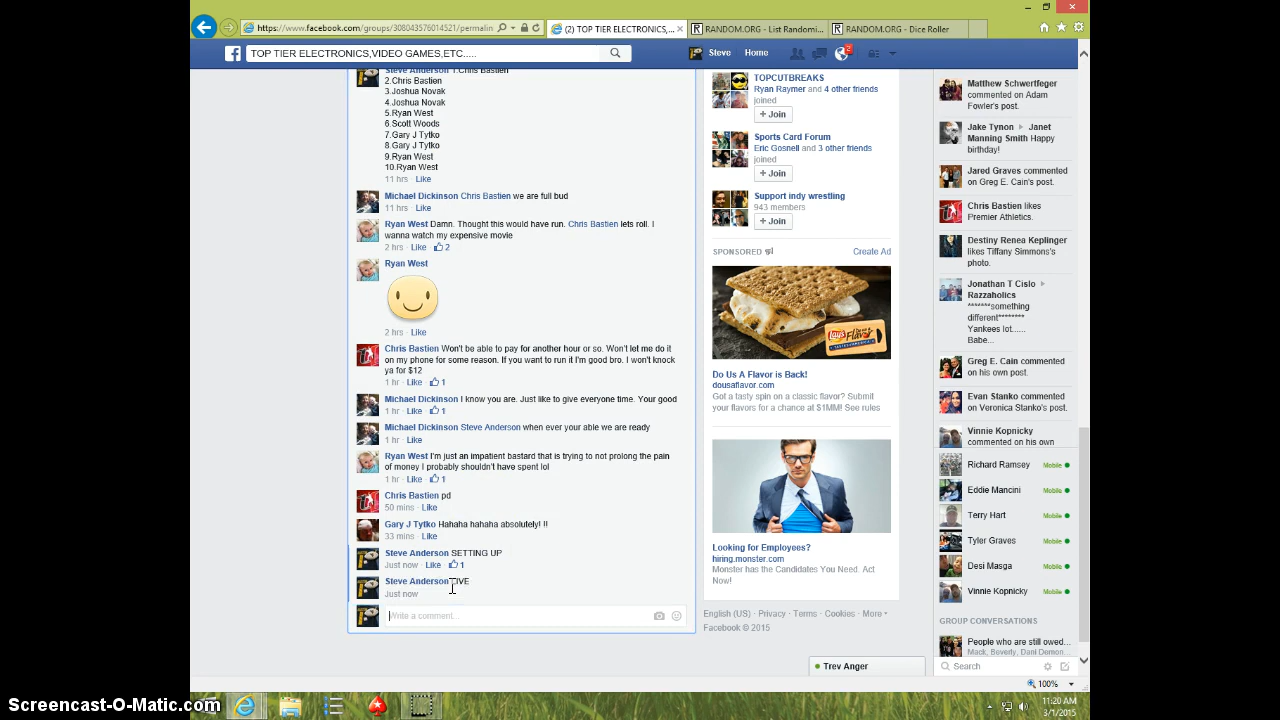 https://www.facebook.com/groups/308043576014521/permalin
(2) TOP TIER ELECTRONICS,...
RANDOM.ORG - List Randomi...
RANDOM.ORG - Dice Roller
TOP TIER ELECTRONICS,VIDEO GAMES,ETC.....
Steve
Home
2
Steve Anderson 1.Chris Bastien
2.Chris Bastien
3.Joshua Novak
4.Joshua Novak
5.Ryan West
6.Scott Woods
7.Gary J Tytko
8.Gary J Tytko
9.Ryan West
10.Ryan West
11 hrs · Like
Michael Dickinson Chris Bastien we are full bud
11 hrs · Like
Ryan West Damn. Thought this would have run. Chris Bastien lets roll. I
wanna watch my expensive movie
2 hrs · Like · 2
Ryan West
2 hrs · Like
Chris Bastien Won't be able to pay for another hour or so. Won't let me do it
on my phone for some reason. If you want to run it I'm good bro. I won't knock
ya for $12
1 hr · Like · 1
Michael Dickinson I know you are. Just like to give everyone time. Your good
1 hr · Like · 1
Michael Dickinson Steve Anderson when ever your able we are ready
1 hr · Like
Ryan West I'm just an impatient bastard that is trying to not prolong the pain
of money I probably shouldn't have spent lol
1 hr · Like · 1
Chris Bastien pd
50 mins · Like
Gary J Tytko Hahaha hahaha absolutely! !!
33 mins · Like
Steve Anderson SETTING UP
Just now · Like · 1
Steve Anderson
Just now
Write a comment...
TOPCUTBREAKS
Ryan Raymer and 4 other friends
joined
+ Join
Sports Card Forum
Eric Gosnell and 3 other friends
joined
+ Join
Support indy wrestling
943 members
+ Join
SPONSORED
Create Ad
Lay's
Flavor
Do Us A Flavor is Back!
dousaflavor.com
Got a tasty spin on a classic flavor? Submit
your flavors for a chance at $1MM! See rules
Looking for Employees?
hiring.monster.com
Monster has the Candidates You Need. Act
Now!
English (US) · Privacy · Terms · Cookies · More
Facebook © 2015
Trev Anger
Matthew Schwertfeger
commented on Adam
Fowler's post.
Jake Tynon Janet
Manning Smith Happy
birthday!
Jared Graves commented
on Greg E. Cain's post.
Chris Bastien likes
Premier Athletics.
Destiny Renea Keplinger
likes Tiffany Simmons's
photo.
Jonathan T Cislo
Razzaholics
*******something
different********
Yankees lot......
Babe...
Greg E. Cain commented
on his own post.
Evan Stanko commented
on Veronica Stanko's post.
Vinnie Kopnicky
commented on his own
Richard Ramsey Mobile
Eddie Mancini Mobile
Terry Hart Mobile
Tyler Graves Mobile
Desi Masga Mobile
Vinnie Kopnicky Mobile
GROUP CONVERSATIONS
People who are still owed...
Mack, Beverly, Dani Domon...
Search
100%
11:20 AM
3/1/2015
Screencast-O-Matic.com